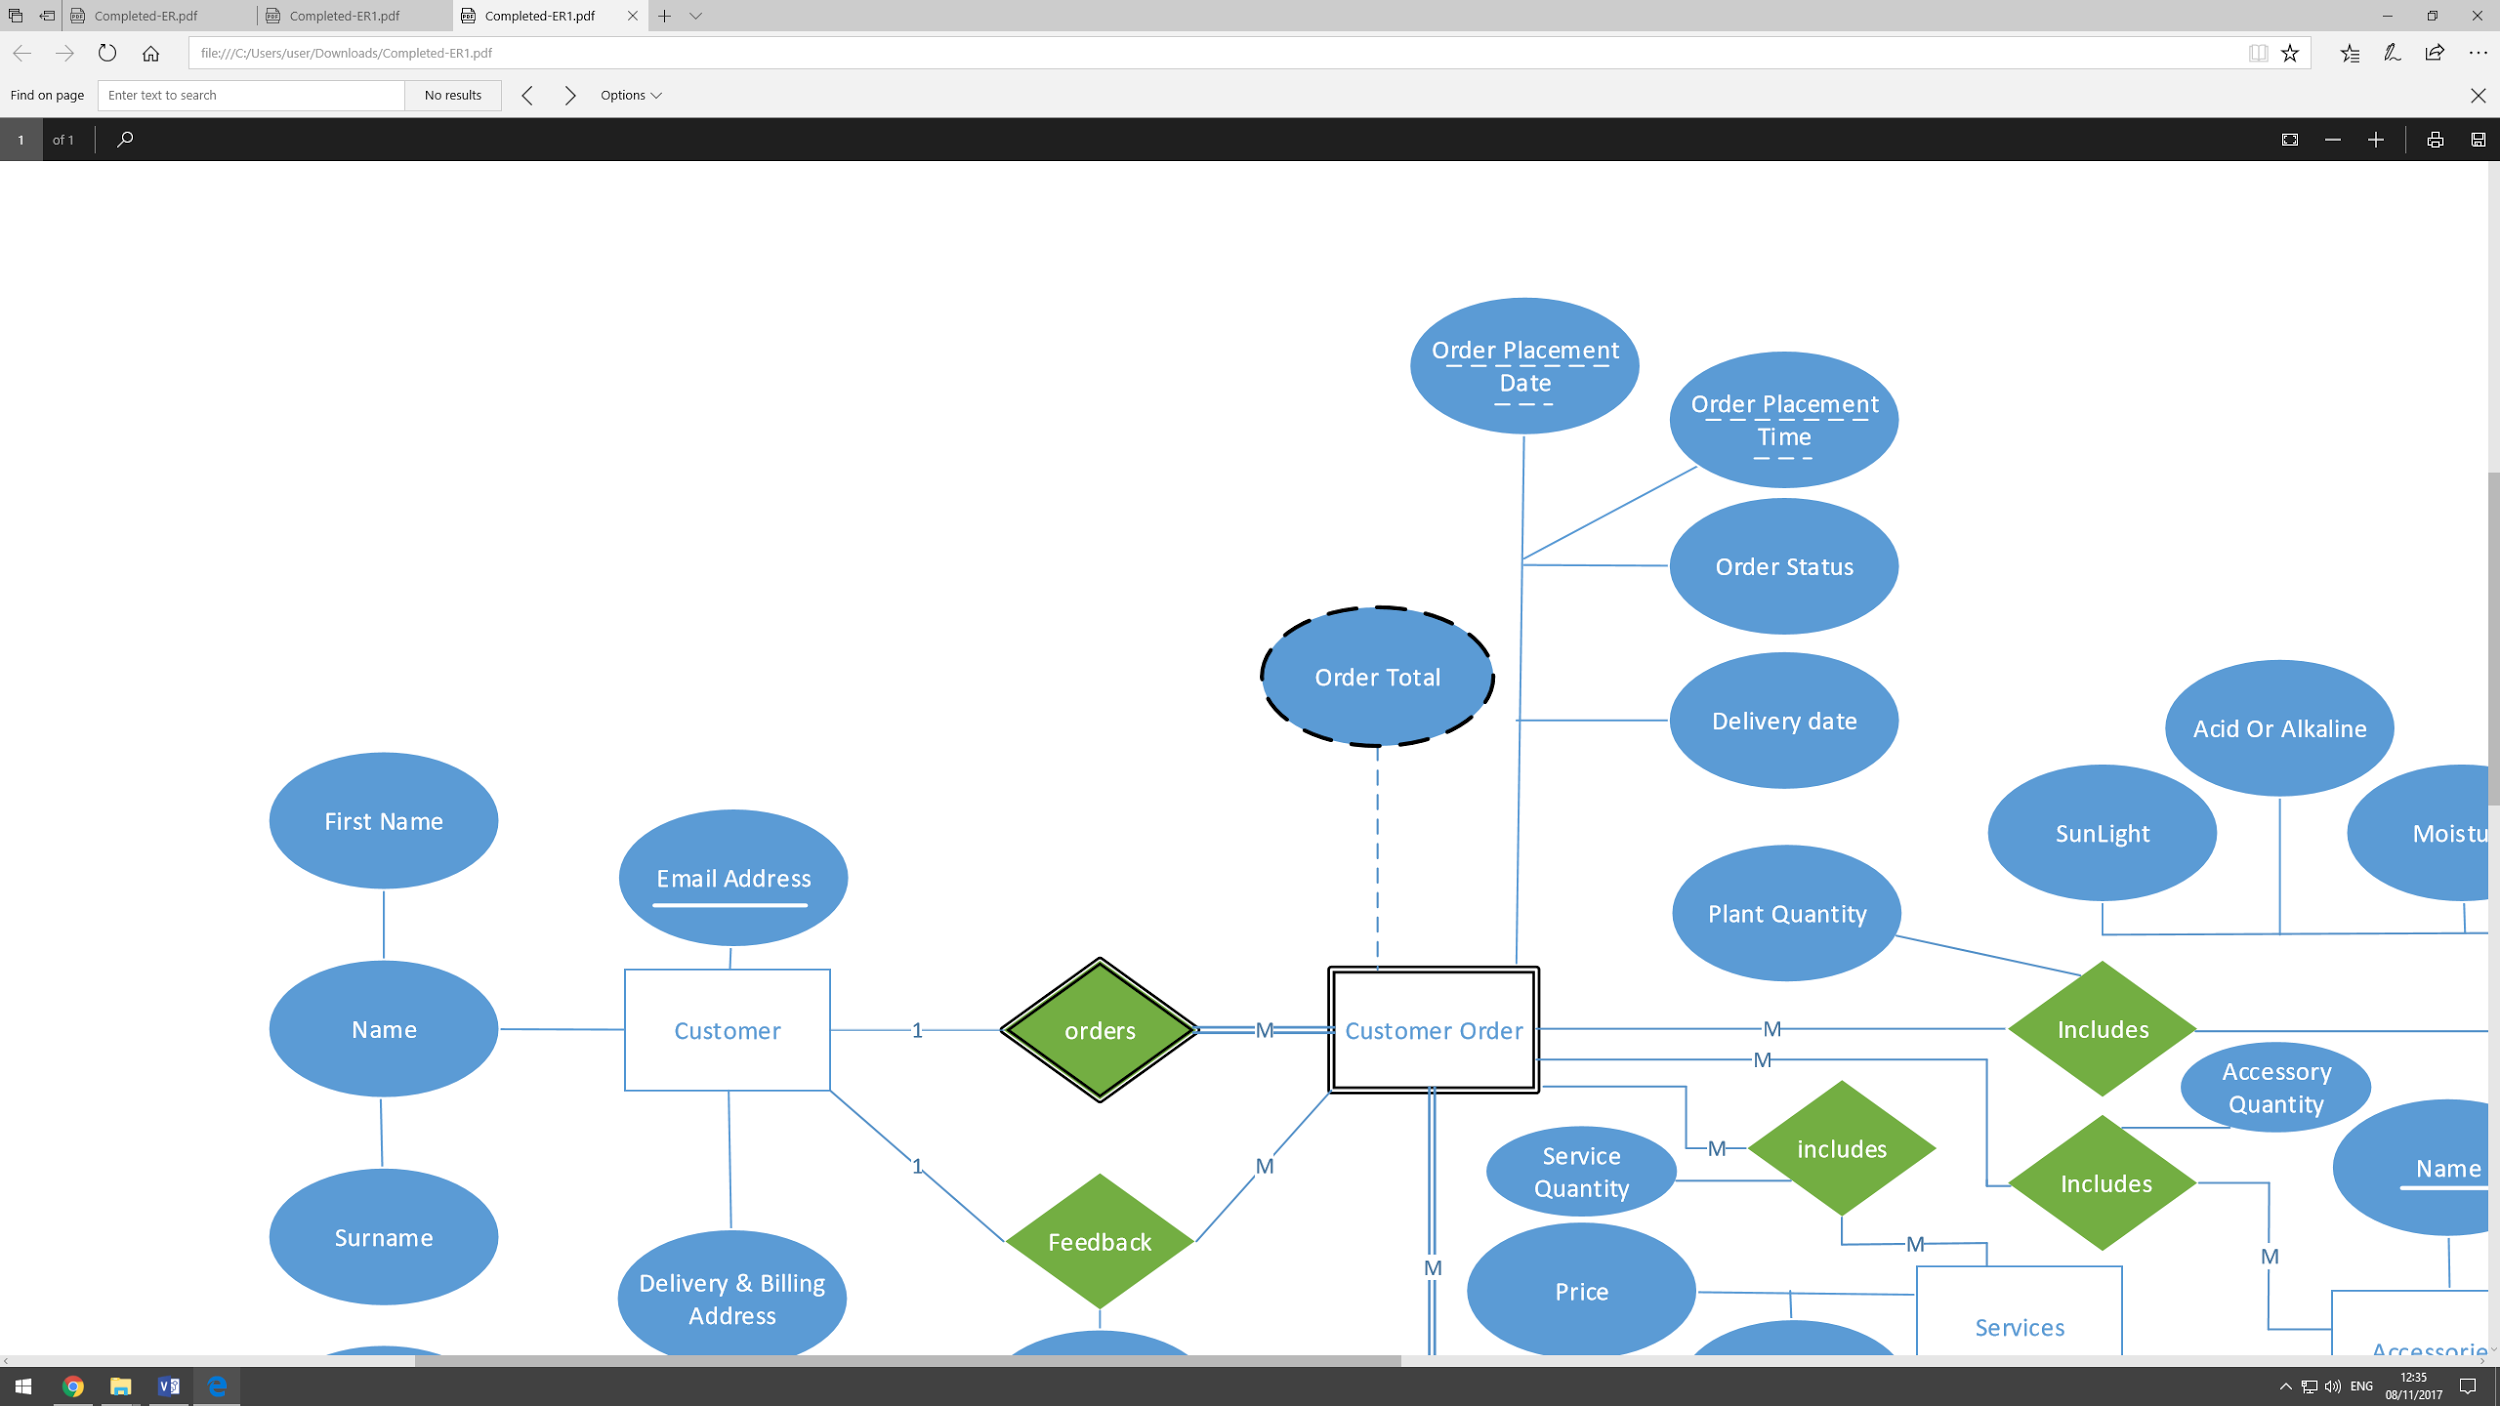 Completed-ER.pdf
Completed-ER1.pdf
Completed-ER1.pdf
file:///C:/Users/user/Downloads/Completed-ER1.pdf
Find on page
Enter text to search
No results
Options
1
of 1
Order Placement
Date
Order Placement
Time
Order Status
Order Total
Delivery date
Acid Or Alkaline
First Name
SunLight
Moistu
Email Address
Plant Quantity
Name
Customer
1
orders
M
Customer Order
M
Includes
M
Accessory
Quantity
includes
M
Service
Quantity
1
M
Name
Includes
Surname
Feedback
M
M
M
Delivery & Billing
Address
Price
Services
Accessorie
V
ENG
12:35
08/11/2017